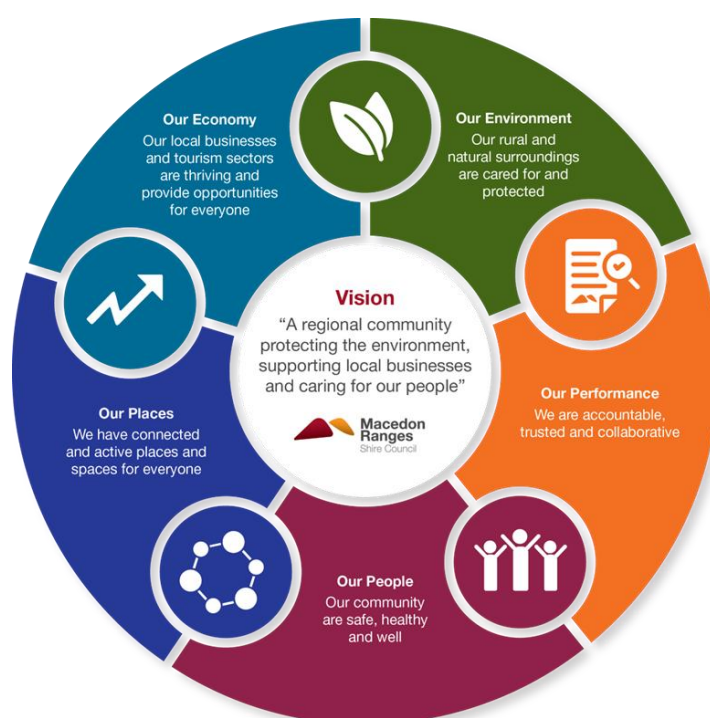 Our Economy
Our local businesses
and tourism sectors
are thriving and
provide opportunities
for everyone
Our Environment
Our rural and
natural surroundings
are cared for and
protected
Vision
“A regional community
protecting the environment,
supporting local businesses
and caring for our people”
Macedon
Ranges
Shire Council
Our Performance
We are accountable,
trusted and collaborative
Our Places
We have connected
and active places and
spaces for everyone
Our People
Our community
are safe, healthy
and well